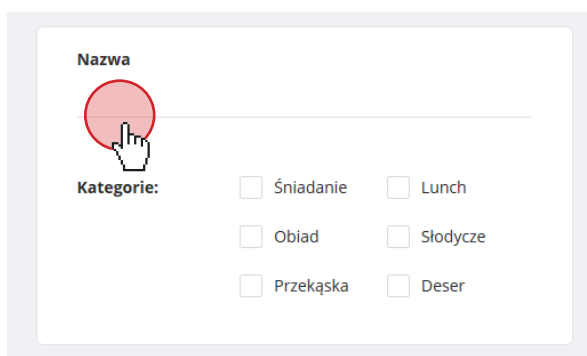 Nazwa
Kategorie: Śniadanie Lunch
Obiad Słodycze
Przekąska Deser